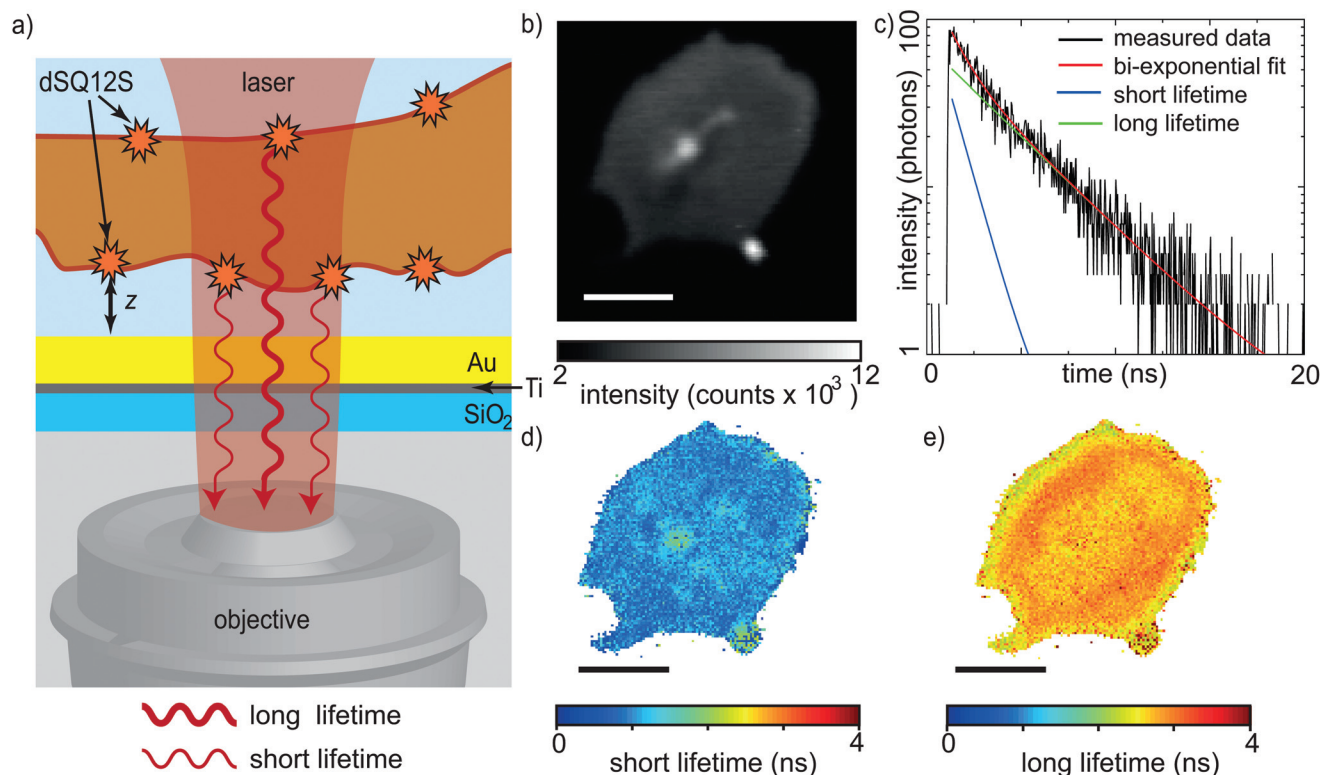 a)
dSQ12S
laser
z
Au
Ti
SiO2
objective
long lifetime
short lifetime
b)
2
12
intensity (counts x 10^3 )
c)
100
intensity (photons)
1
measured data
bi-exponential fit
short lifetime
long lifetime
0
time (ns)
20
d)
0
4
short lifetime (ns)
e)
0
4
long lifetime (ns)